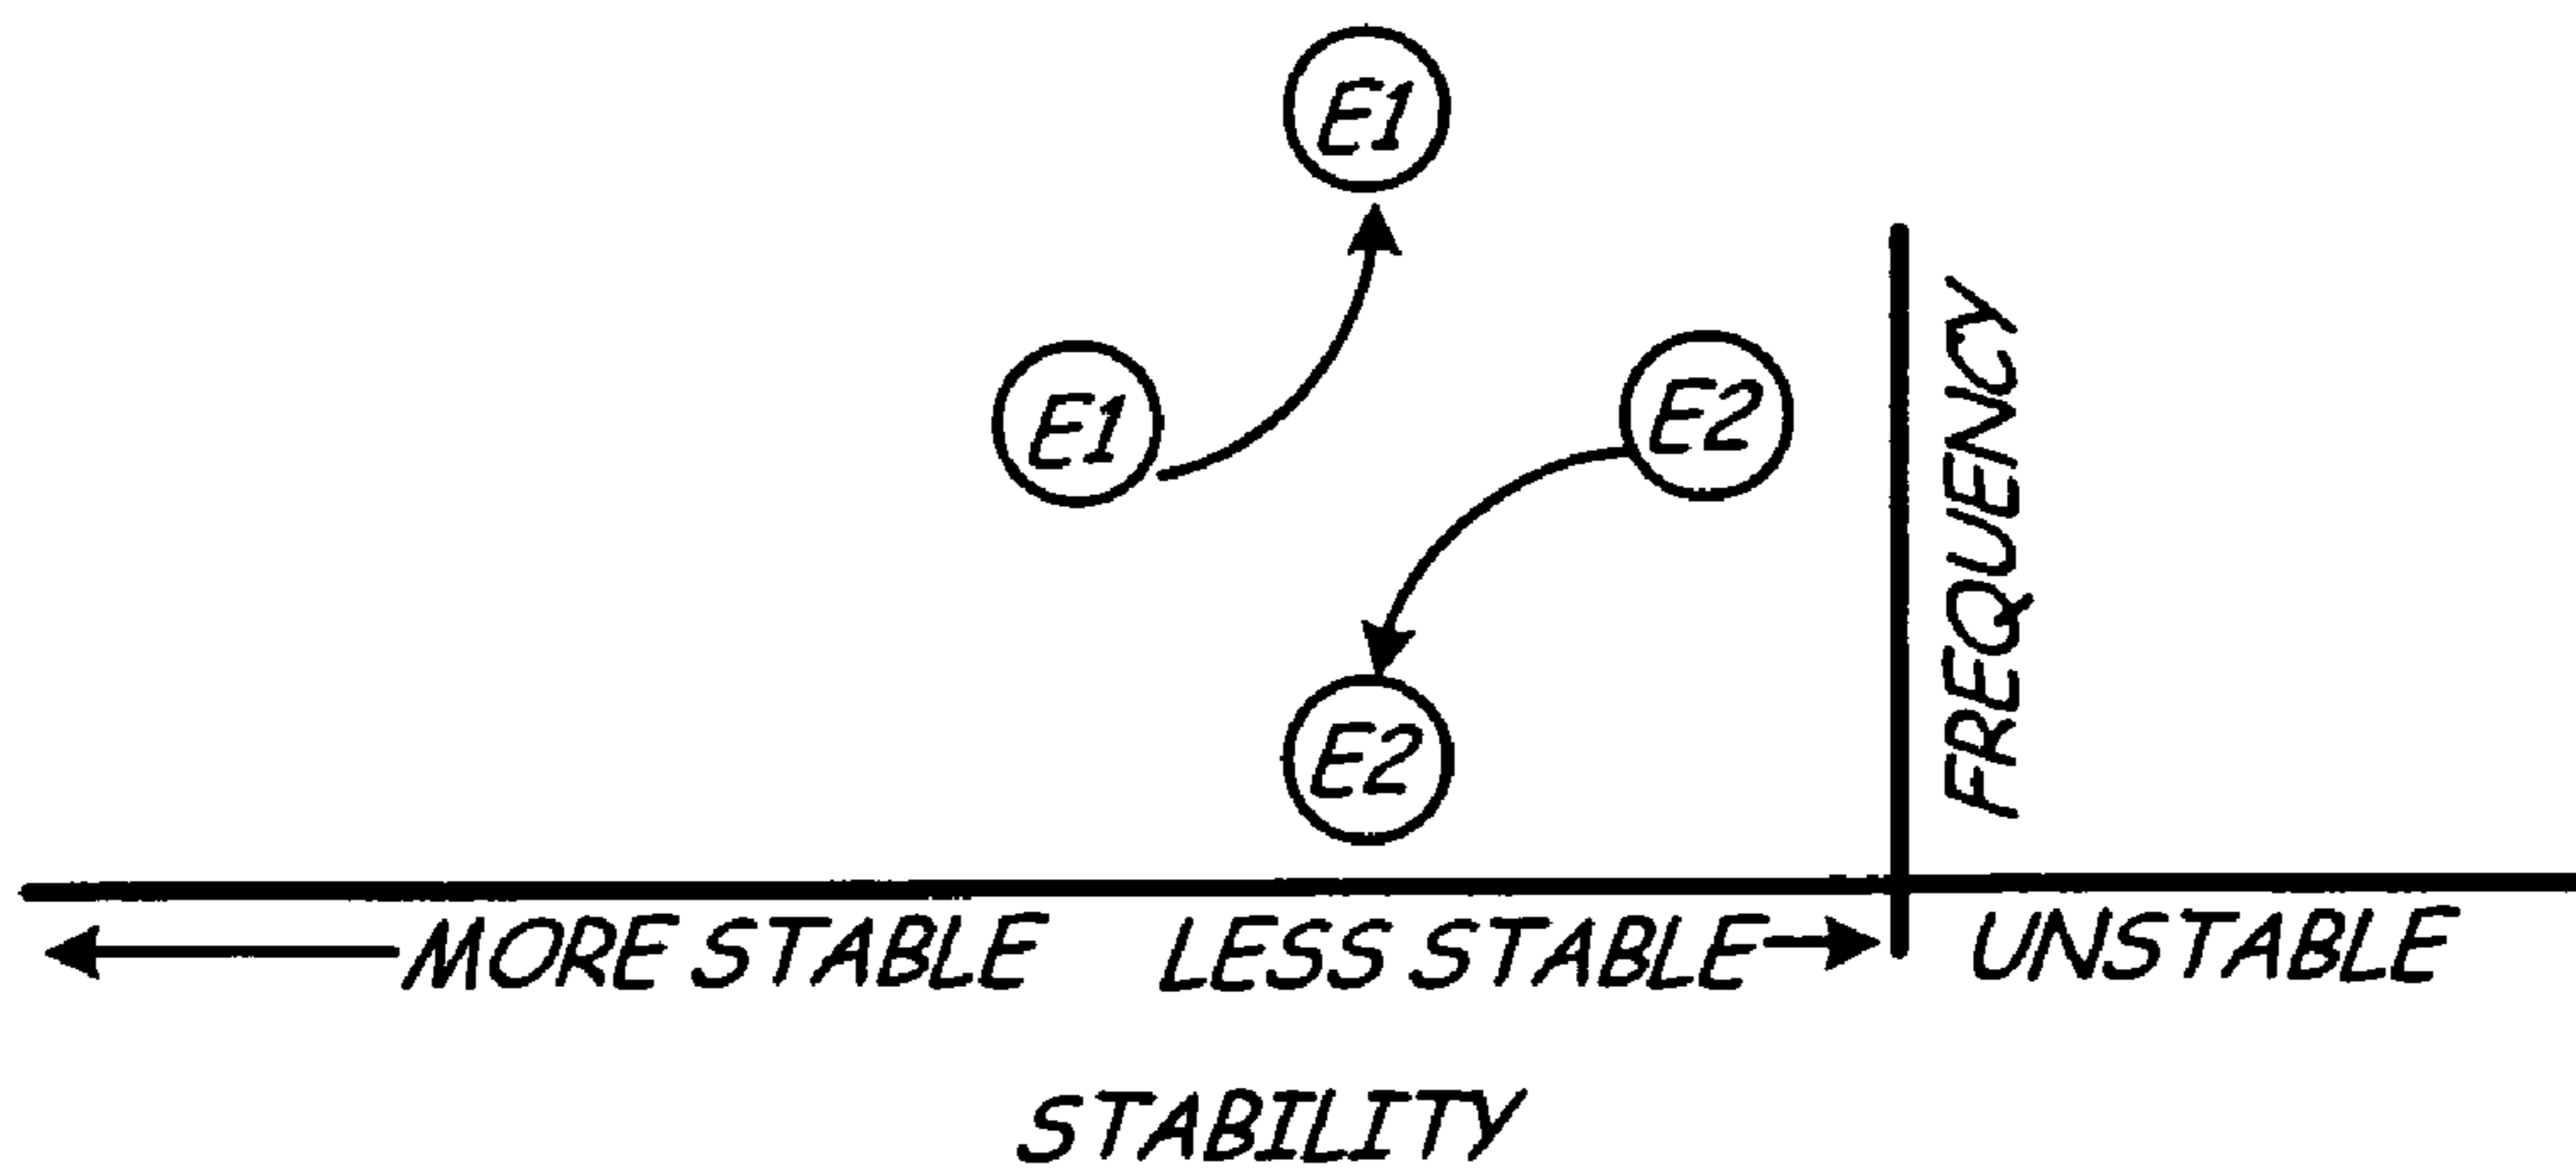 E1
E1
E2
E2
FREQUENCY
MORE STABLE
LESS STABLE
UNSTABLE
STABILITY